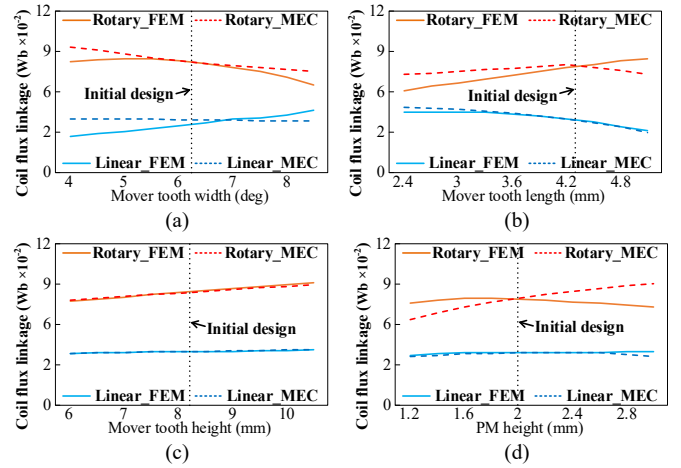 Coil flux linkage (Wb ×10-2)
12
9
6
2
0
Rotary_FEM Rotary_MEC
Initial design
Linear_FEM Linear_MEC
4 5 6 7 8
Mover tooth width (deg)
(a)
Coil flux linkage (Wb ×10-2)
12
9
6
2
0
Rotary_FEM Rotary_MEC
Initial design
Linear_FEM Linear_MEC
2.4 3 3.6 4.2 4.8
Mover tooth length (mm)
(b)
Coil flux linkage (Wb ×10-2)
12
9
6
2
0
Rotary_FEM Rotary_MEC
Initial design
Linear_FEM Linear_MEC
6 7 8 9 10
Mover tooth height (mm)
(c)
Coil flux linkage (Wb ×10-2)
12
9
6
2
0
Rotary_FEM Rotary_MEC
Initial design
Linear_FEM Linear_MEC
1.2 1.6 2 2.4 2.8
PM height (mm)
(d)